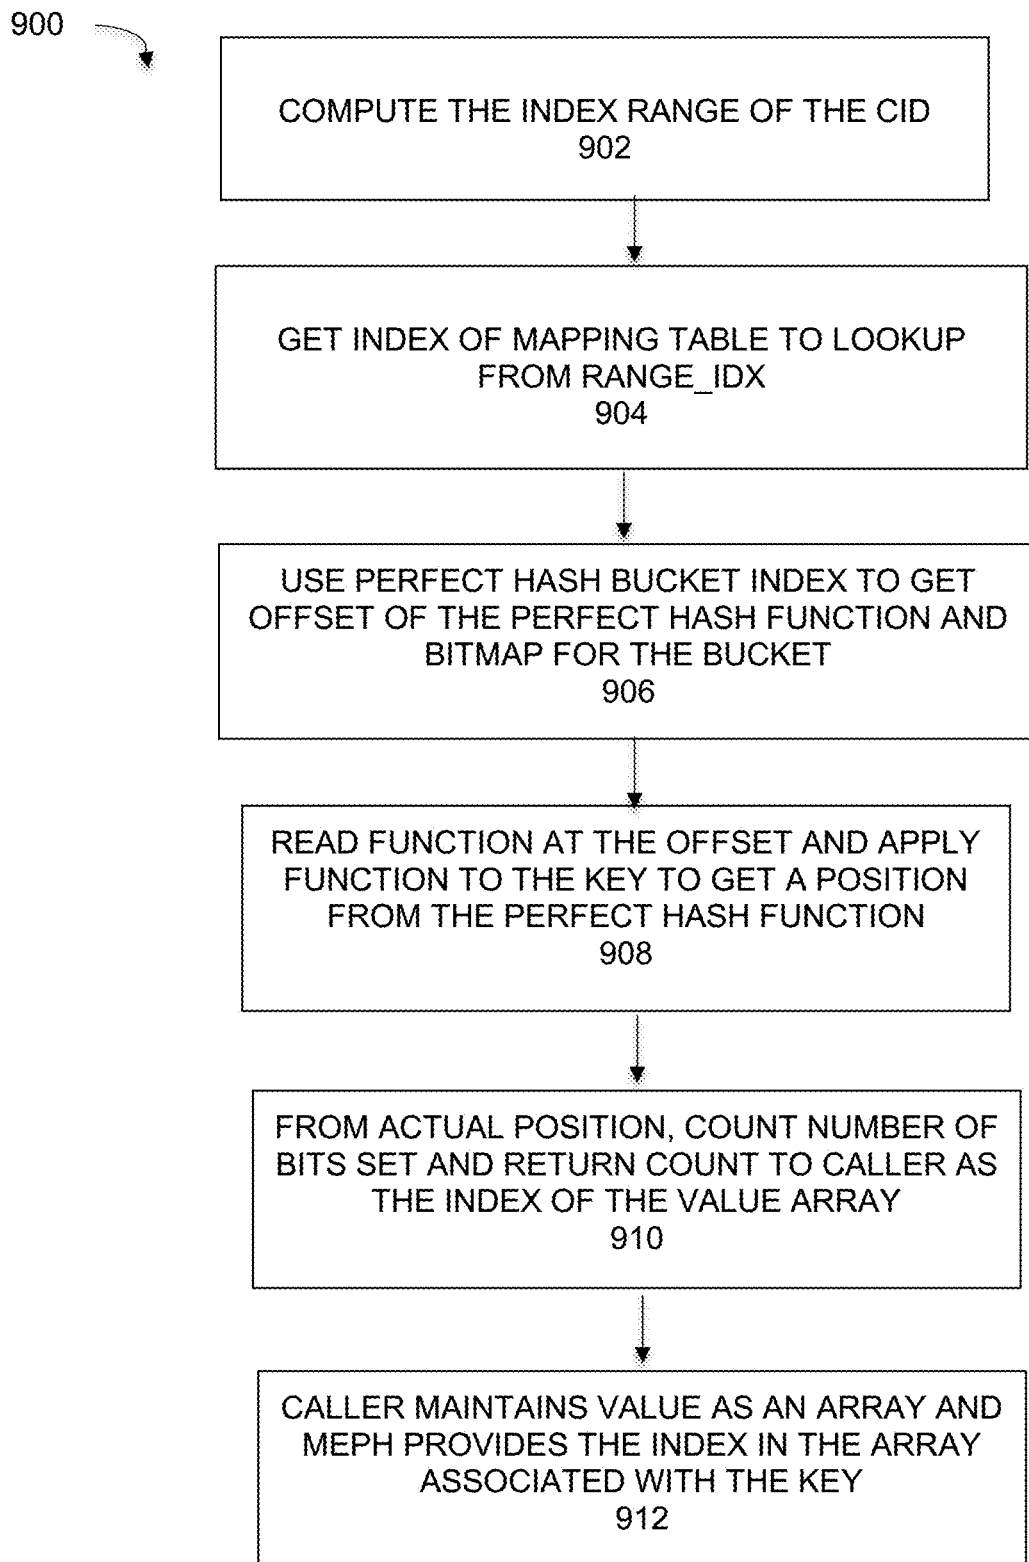 900
COMPUTE THE INDEX RANGE OF THE CID
902
GET INDEX OF MAPPING TABLE TO LOOKUP
FROM RANGE_IDX
904
USE PERFECT HASH BUCKET INDEX TO GET
OFFSET OF THE PERFECT HASH FUNCTION AND
BITMAP FOR THE BUCKET
906
READ FUNCTION AT THE OFFSET AND APPLY
FUNCTION TO THE KEY TO GET A POSITION
FROM THE PERFECT HASH FUNCTION
908
FROM ACTUAL POSITION, COUNT NUMBER OF
BITS SET AND RETURN COUNT TO CALLER AS
THE INDEX OF THE VALUE ARRAY
910
CALLER MAINTAINS VALUE AS AN ARRAY AND
MEPH PROVIDES THE INDEX IN THE ARRAY
ASSOCIATED WITH THE KEY
912